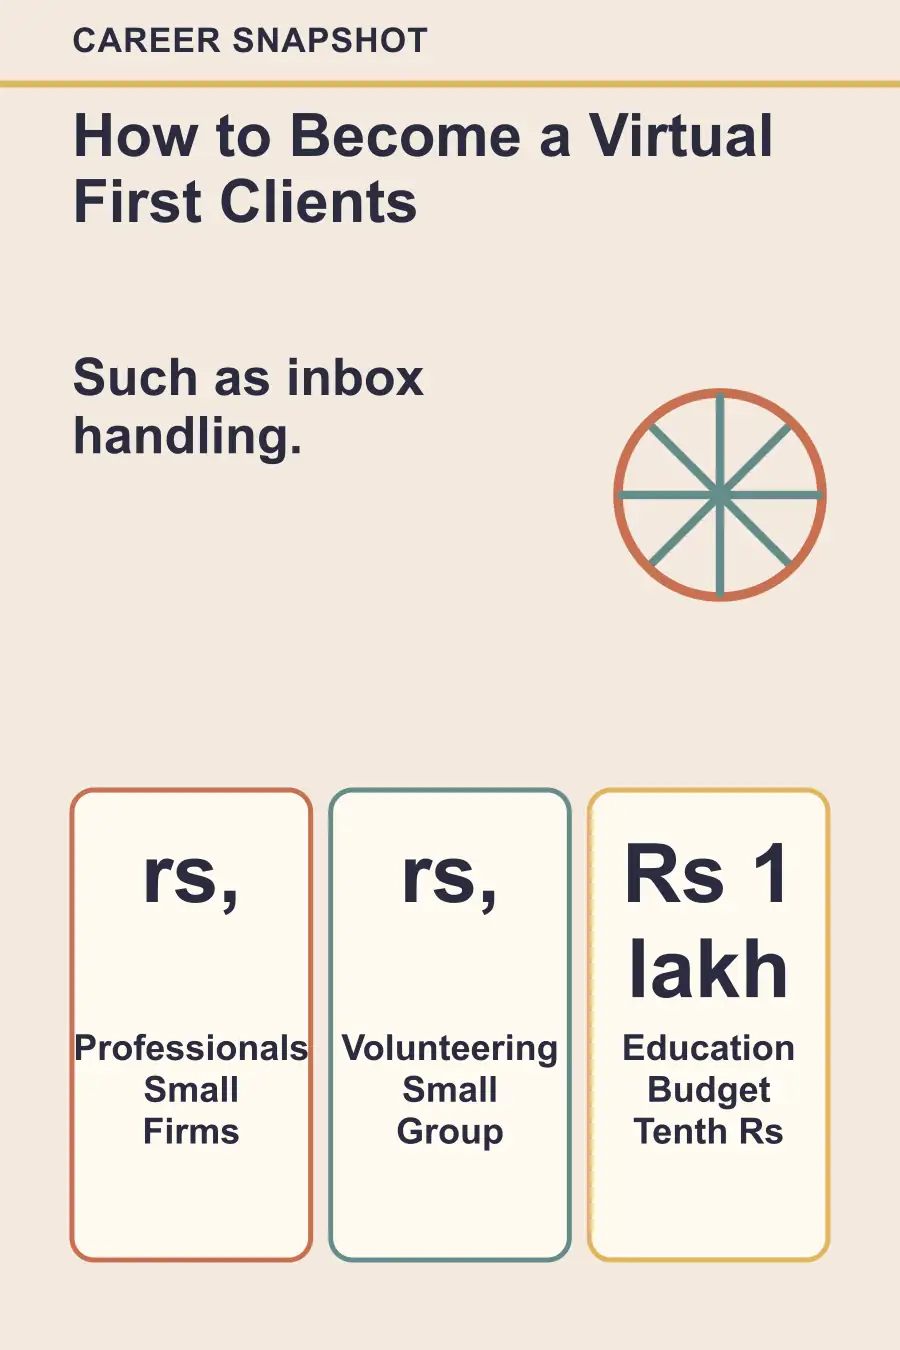 CAREER SNAPSHOT
How to Become a Virtual
First Clients
Such as inbox
handling.
rs,
Professionals
Small
Firms
rs,
Volunteering
Small
Group
Rs 1
lakh
Education
Budget
Tenth Rs